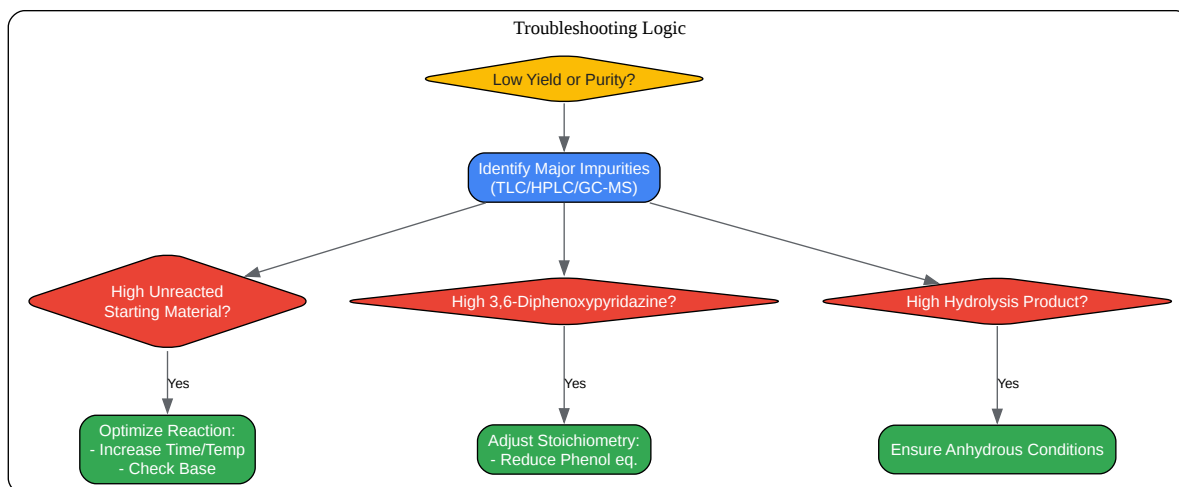 Troubleshooting Logic
Low Yield or Purity?
Identify Major Impurities
(TLC/HPLC/GC-MS)
High Unreacted
Starting Material?
High 3,6-Diphenoxypyridazine?
High Hydrolysis Product?
Yes
Yes
Yes
Optimize Reaction:
- Increase Time/Temp
- Check Base
Adjust Stoichiometry:
- Reduce Phenol eq.
Ensure Anhydrous Conditions